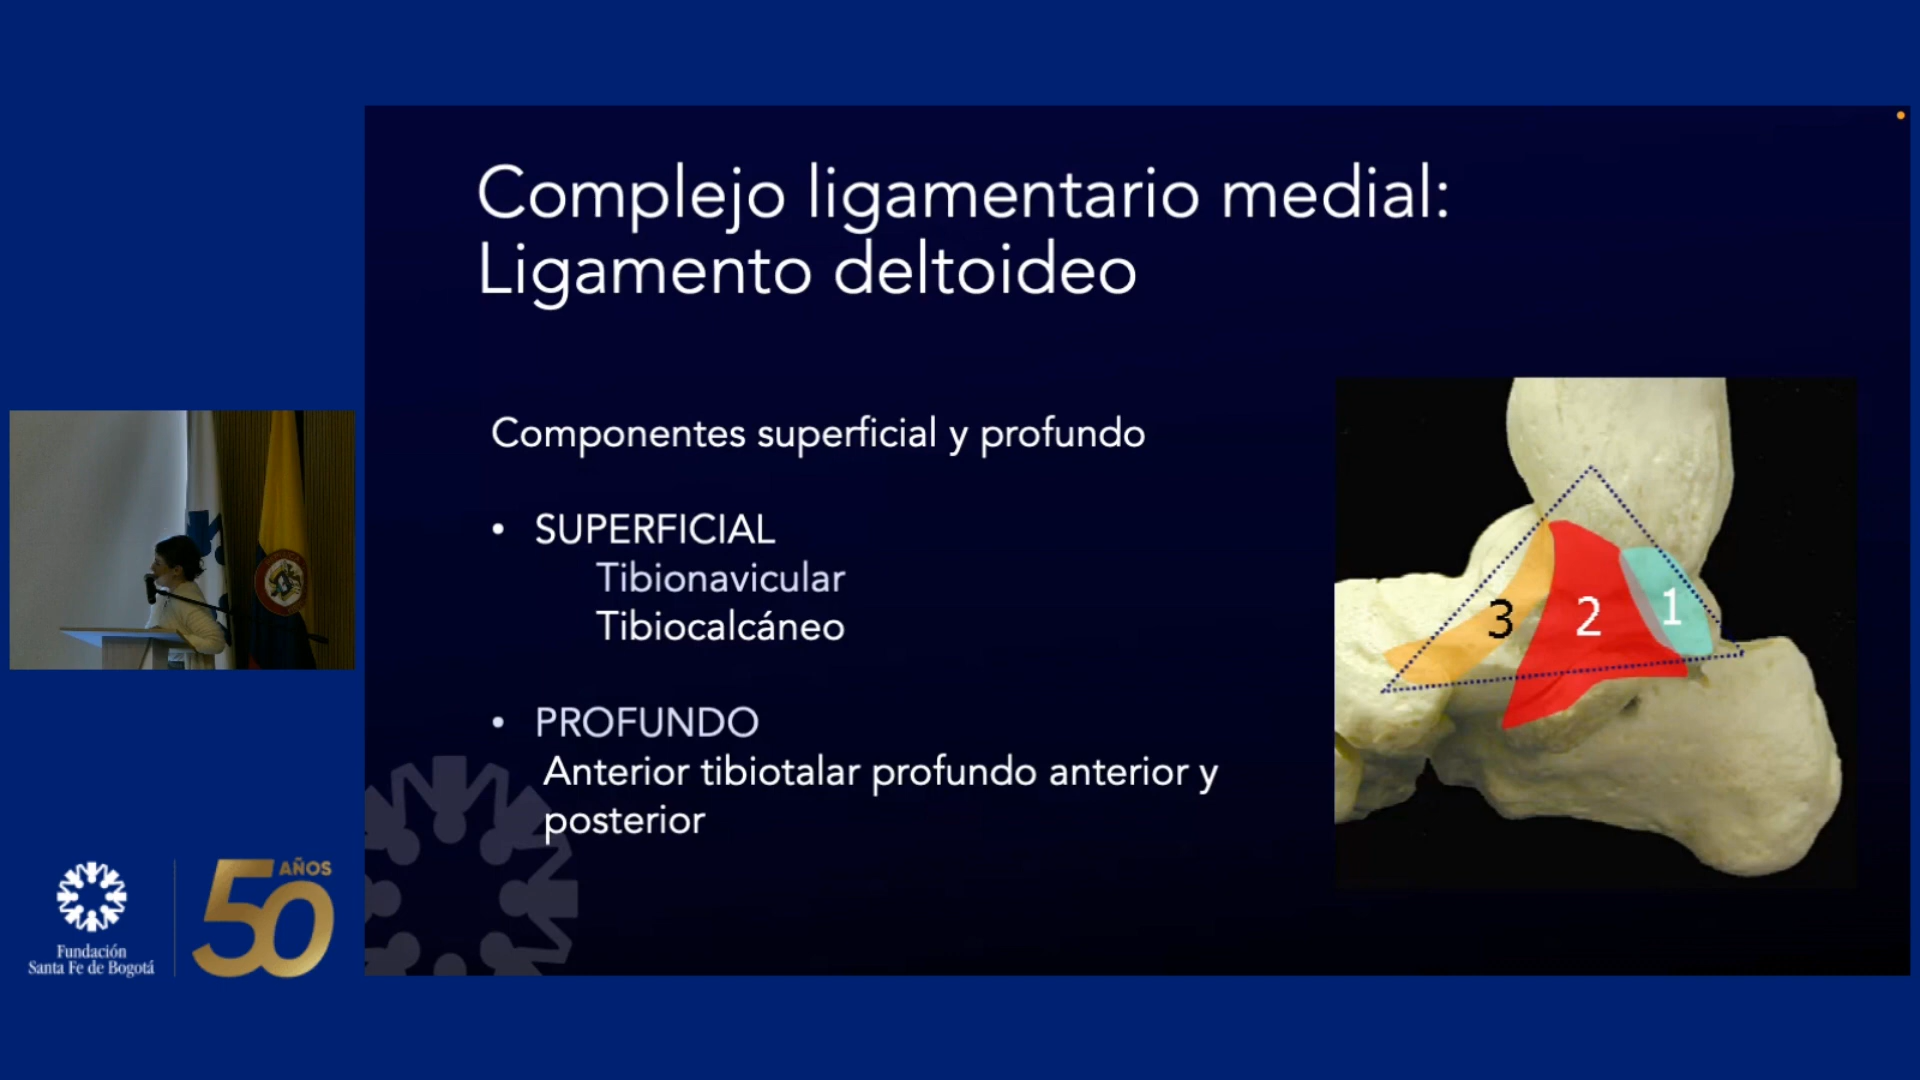 Complejo ligamentario medial:
Ligamento deltoideo
Componentes superficial y profundo
• SUPERFICIAL
Tibionavicular
Tibiocalcáneo
• PROFUNDO
Anterior tibiotalar profundo anterior y
posterior
3 2 1
Fundación
Santa Fe de Bogotá
50 AÑOS